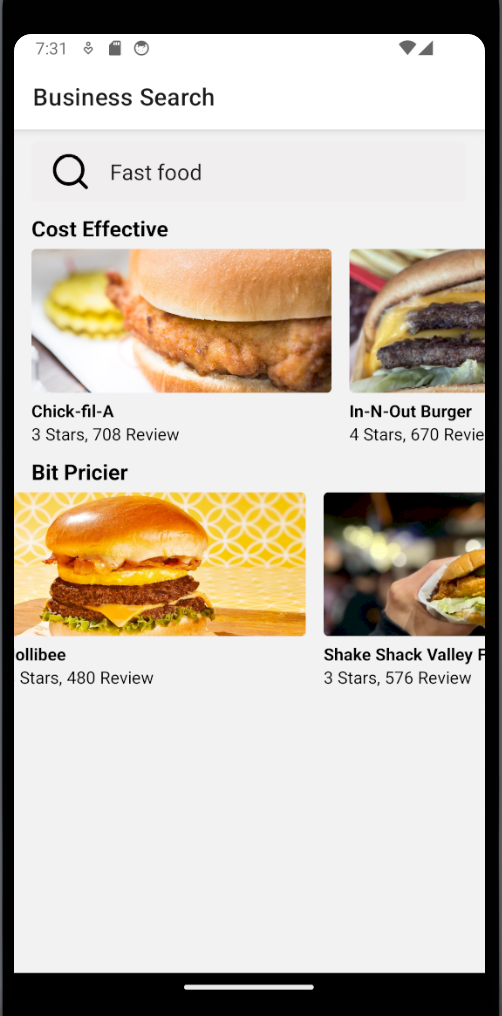 7:31
Business Search
Fast food
Cost Effective
Chick-fil-A
In-N-Out Burger
3 Stars, 708 Review
4 Stars, 670 Revie
Bit Pricier
ollibee
Shake Shack Valley F
Stars, 480 Review
3 Stars, 576 Review